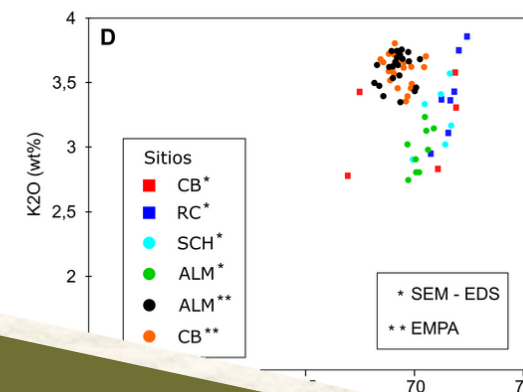 4
D
3,5
3
2,5
2
K2O (wt%)
Sitios
CB*
RC*
SCH*
ALM*
ALM**
CB**
* SEM - EDS
** EMPA
70